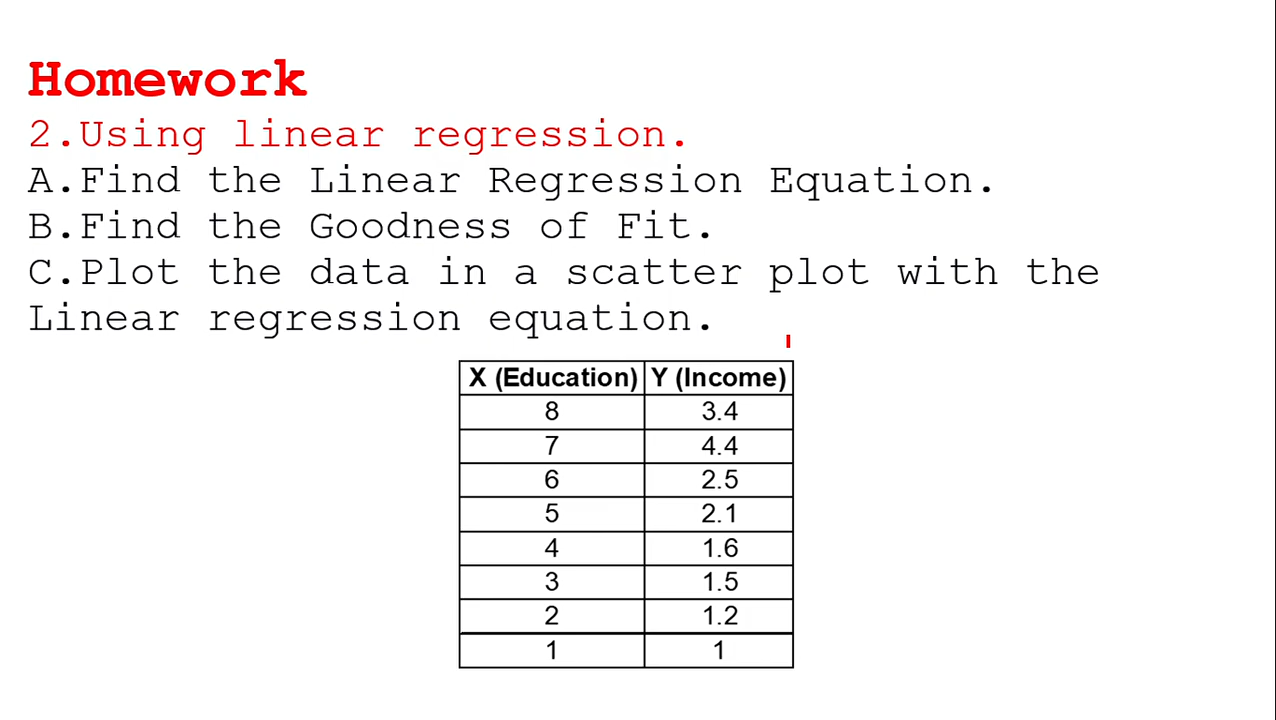 Homework
2.Using linear regression.
A.Find the Linear Regression Equation.
B.Find the Goodness of Fit.
C.Plot the data in a scatter plot with the
Linear regression equation.
X (Education) Y (Income)
8 3.4
7 4.4
6 2.5
5 2.1
4 1.6
3 1.5
2 1.2
1 1